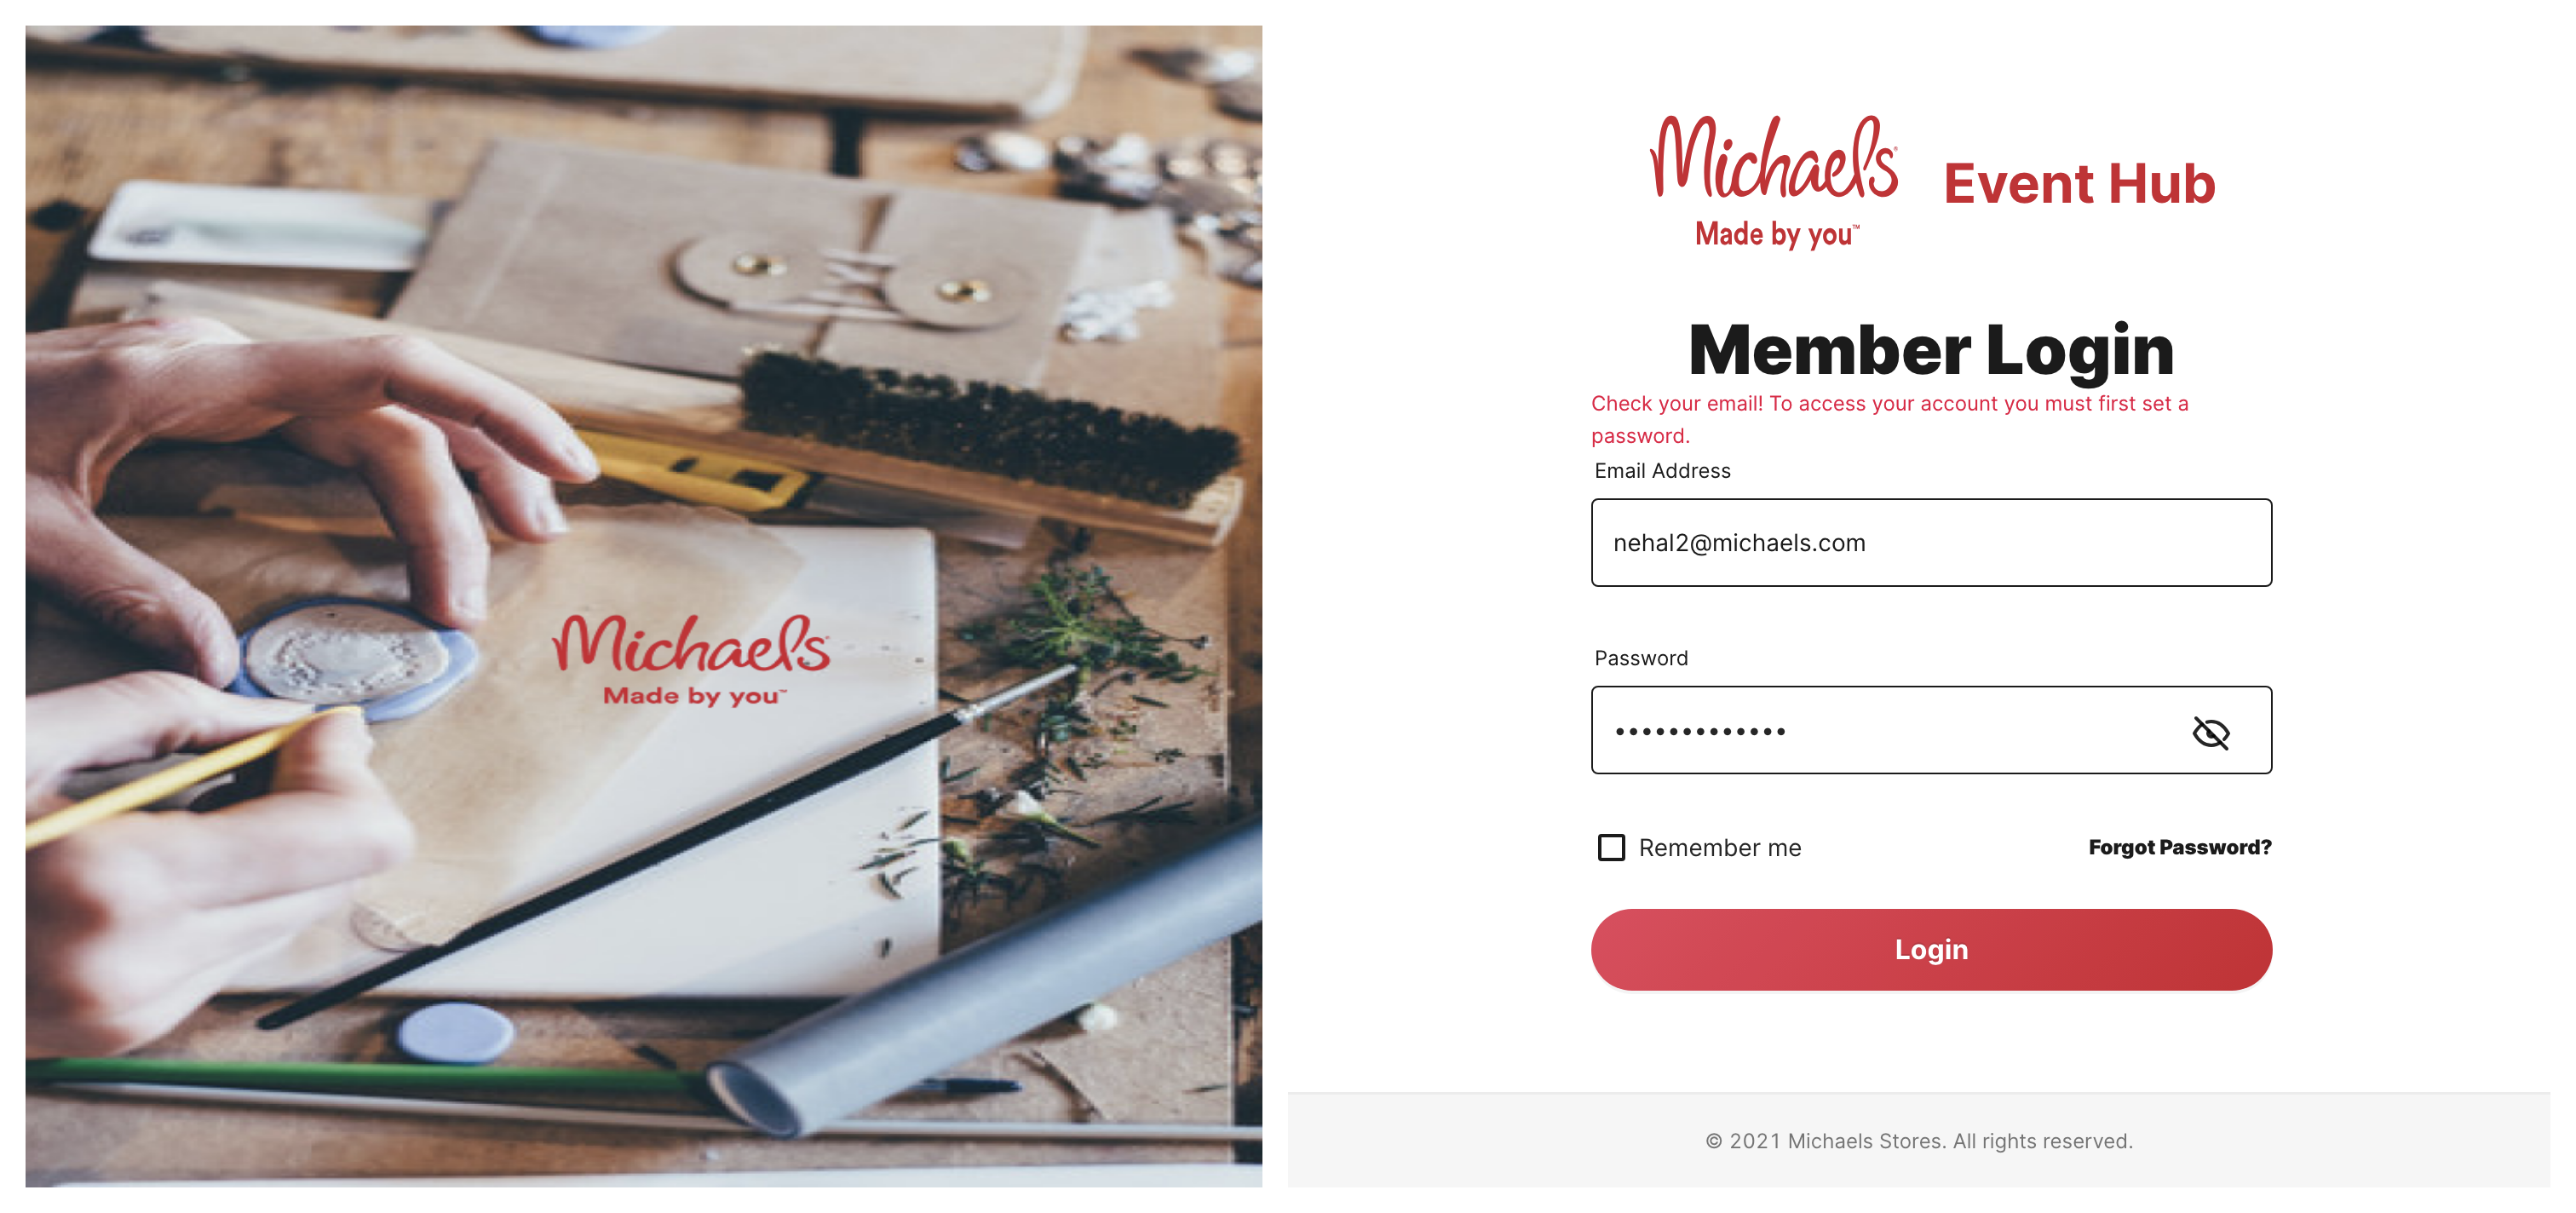 Michaels
Made by you™
Michaels® Event Hub
Made by you™
Member Login
Check your email! To access your account you must first set a
password.
Email Address
nehal2@michaels.com
Password
•••••••••••••
Remember me
Forgot Password?
Login
© 2021 Michaels Stores. All rights reserved.